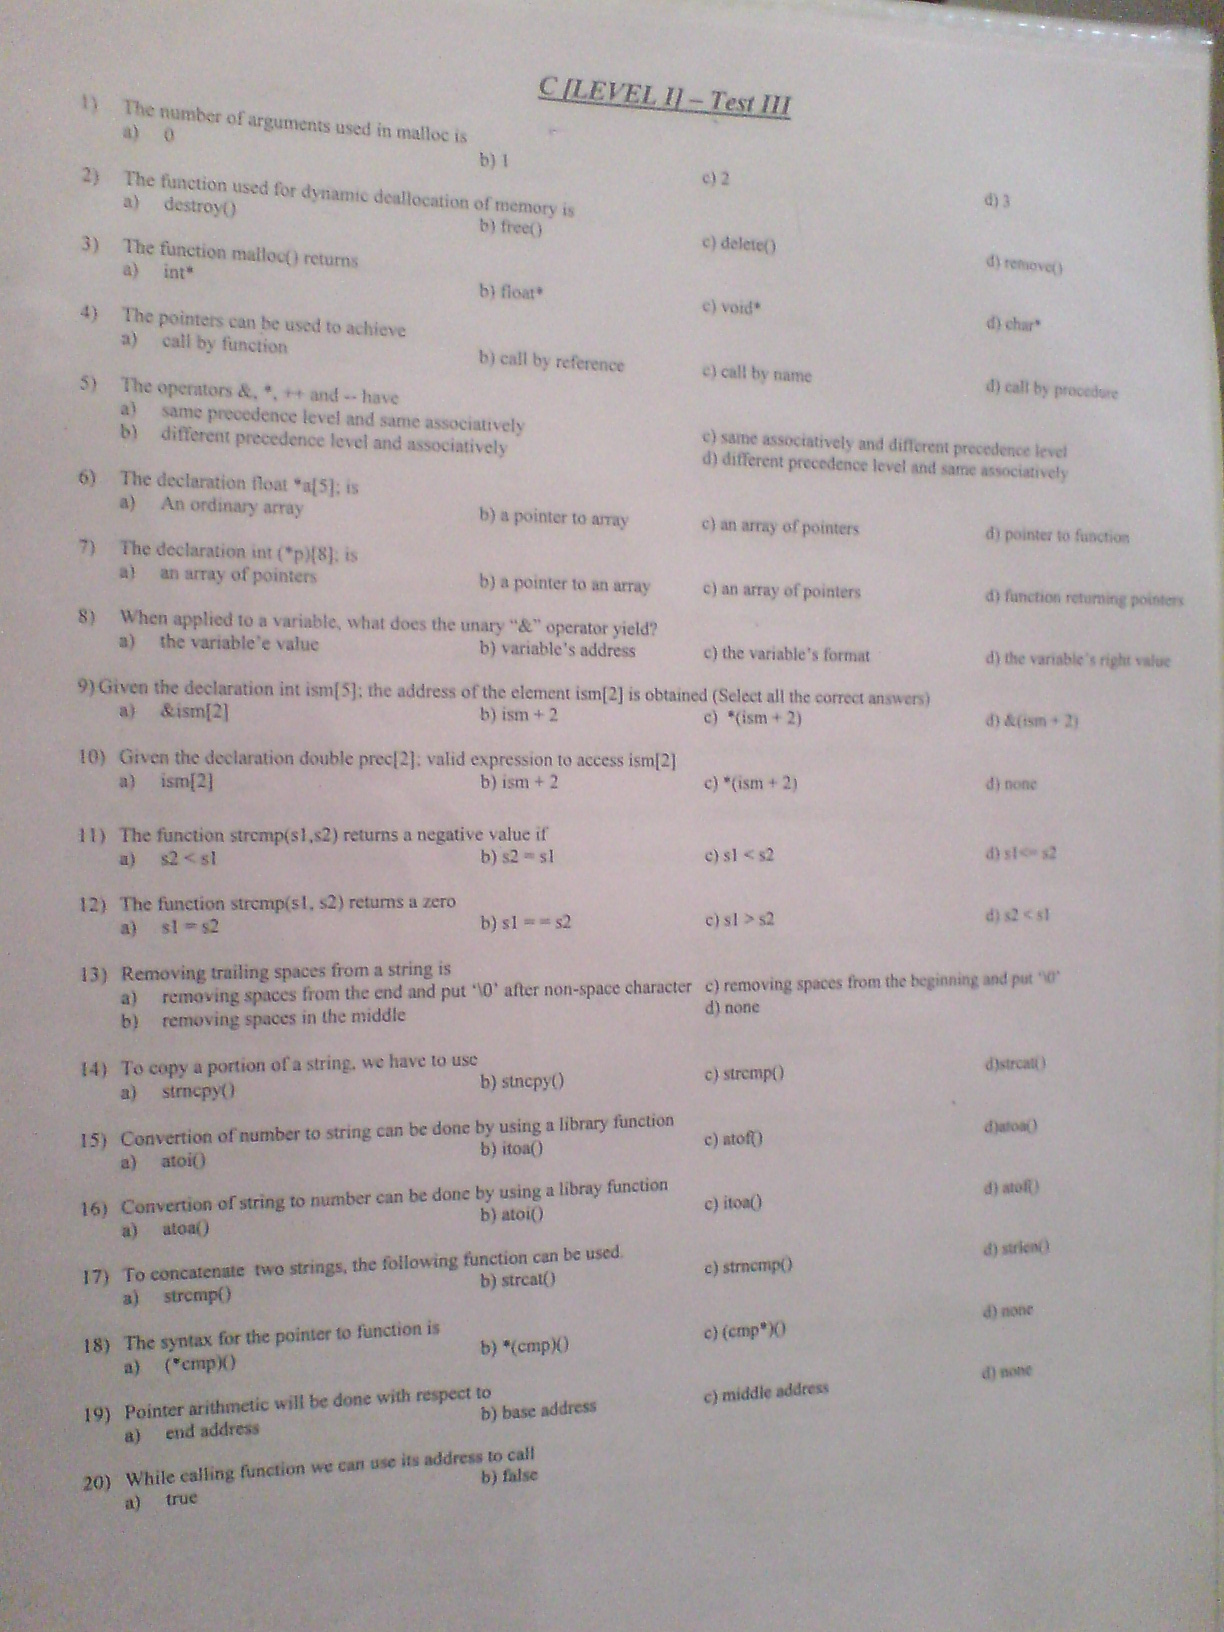 C [LEVEL I] – Test III
1) The number of arguments used in malloc is
a) 0 b) 1 c) 2 d) 3
2) The function used for dynamic deallocation of memory is
a) destroy() b) free() c) delete() d) remove()
3) The function malloc() returns
a) int* b) float* c) void* d) char*
4) The pointers can be used to achieve
a) call by function b) call by reference c) call by name d) call by procedure
5) The operators &, *, ++ and -- have
a) same precedence level and same associatively c) same associatively and different precedence level
b) different precedence level and associatively d) different precedence level and same associatively
6) The declaration float *a[5]; is
a) An ordinary array b) a pointer to array c) an array of pointers d) pointer to function
7) The declaration int (*p)[8]; is
a) an array of pointers b) a pointer to an array c) an array of pointers d) function returning pointers
8) When applied to a variable, what does the unary “&” operator yield?
a) the variable’e value b) variable’s address c) the variable’s format d) the variable’s right value
9) Given the declaration int ism[5]; the address of the element ism[2] is obtained (Select all the correct answers)
a) &ism[2] b) ism + 2 c) *(ism + 2) d) &(ism + 2)
10) Given the declaration double prec[2]; valid expression to access ism[2]
a) ism[2] b) ism + 2 c) *(ism + 2) d) none
11) The function strcmp(s1,s2) returns a negative value if
a) s2 < s1 b) s2 = s1 c) s1 < s2 d) s1<= s2
12) The function strcmp(s1, s2) returns a zero
a) s1 = s2 b) s1 = = s2 c) s1 > s2 d) s2 < s1
13) Removing trailing spaces from a string is
a) removing spaces from the end and put ‘\0’ after non-space character c) removing spaces from the beginning and put ‘\0’
b) removing spaces in the middle d) none
14) To copy a portion of a string, we have to use
a) strncpy() b) stncpy() c) strcmp() d)strcat()
15) Convertion of number to string can be done by using a library function
a) atoi() b) itoa() c) atof() d)atoa()
16) Convertion of string to number can be done by using a libray function
a) atoa() b) atoi() c) itoa() d) atof()
17) To concatenate two strings, the following function can be used.
a) strcmp() b) strcat() c) strncmp() d) strlen()
18) The syntax for the pointer to function is
a) (*cmp)() b) *(cmp)() c) (cmp*)() d) none
19) Pointer arithmetic will be done with respect to
a) end address b) base address c) middle address d) none
20) While calling function we can use its address to call
a) true b) false